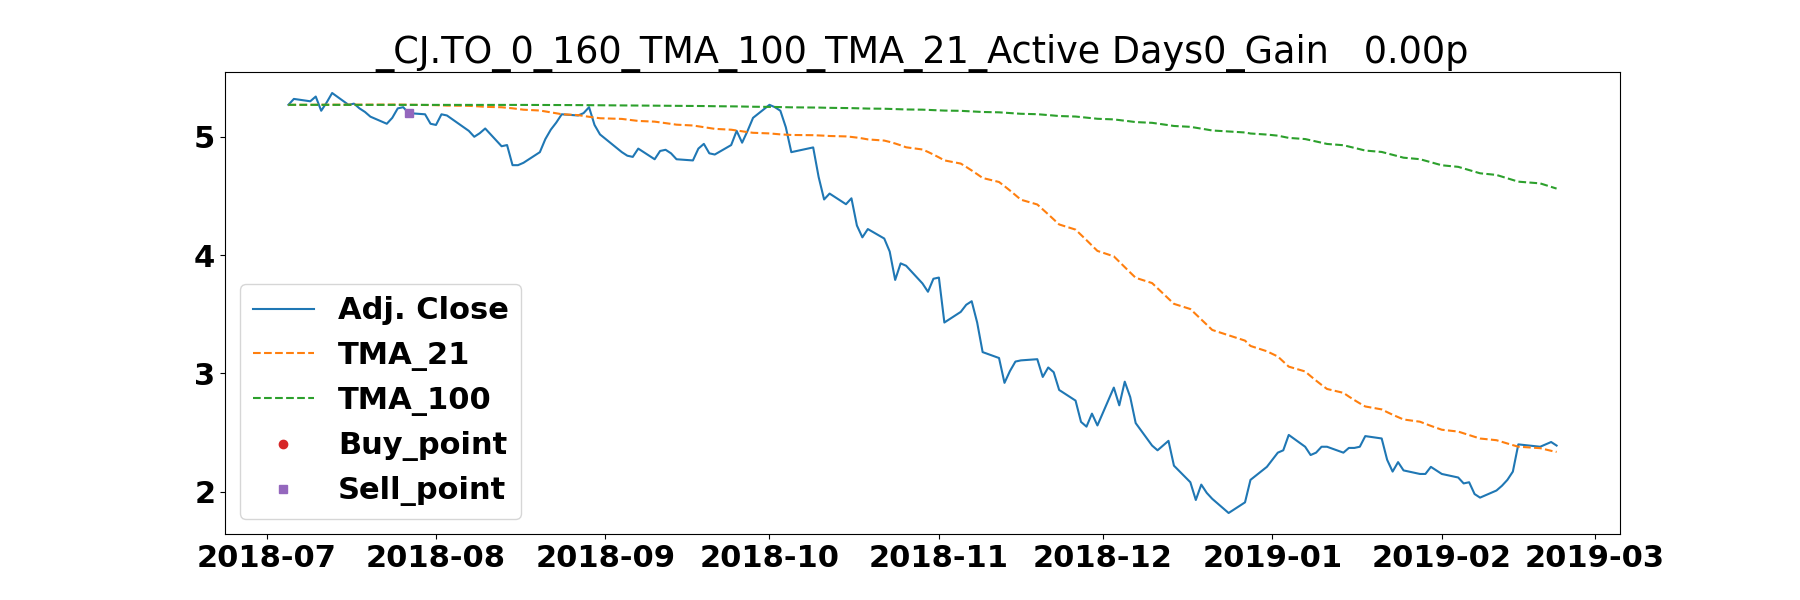 _CJ.TO_0_160_TMA_100_TMA_21_Active Days0_Gain   0.00p
5
4
3
2
Adj. Close
TMA_21
TMA_100
Buy_point
Sell_point
2018-07 2018-08 2018-09 2018-10 2018-11 2018-12 2019-01 2019-02 2019-03